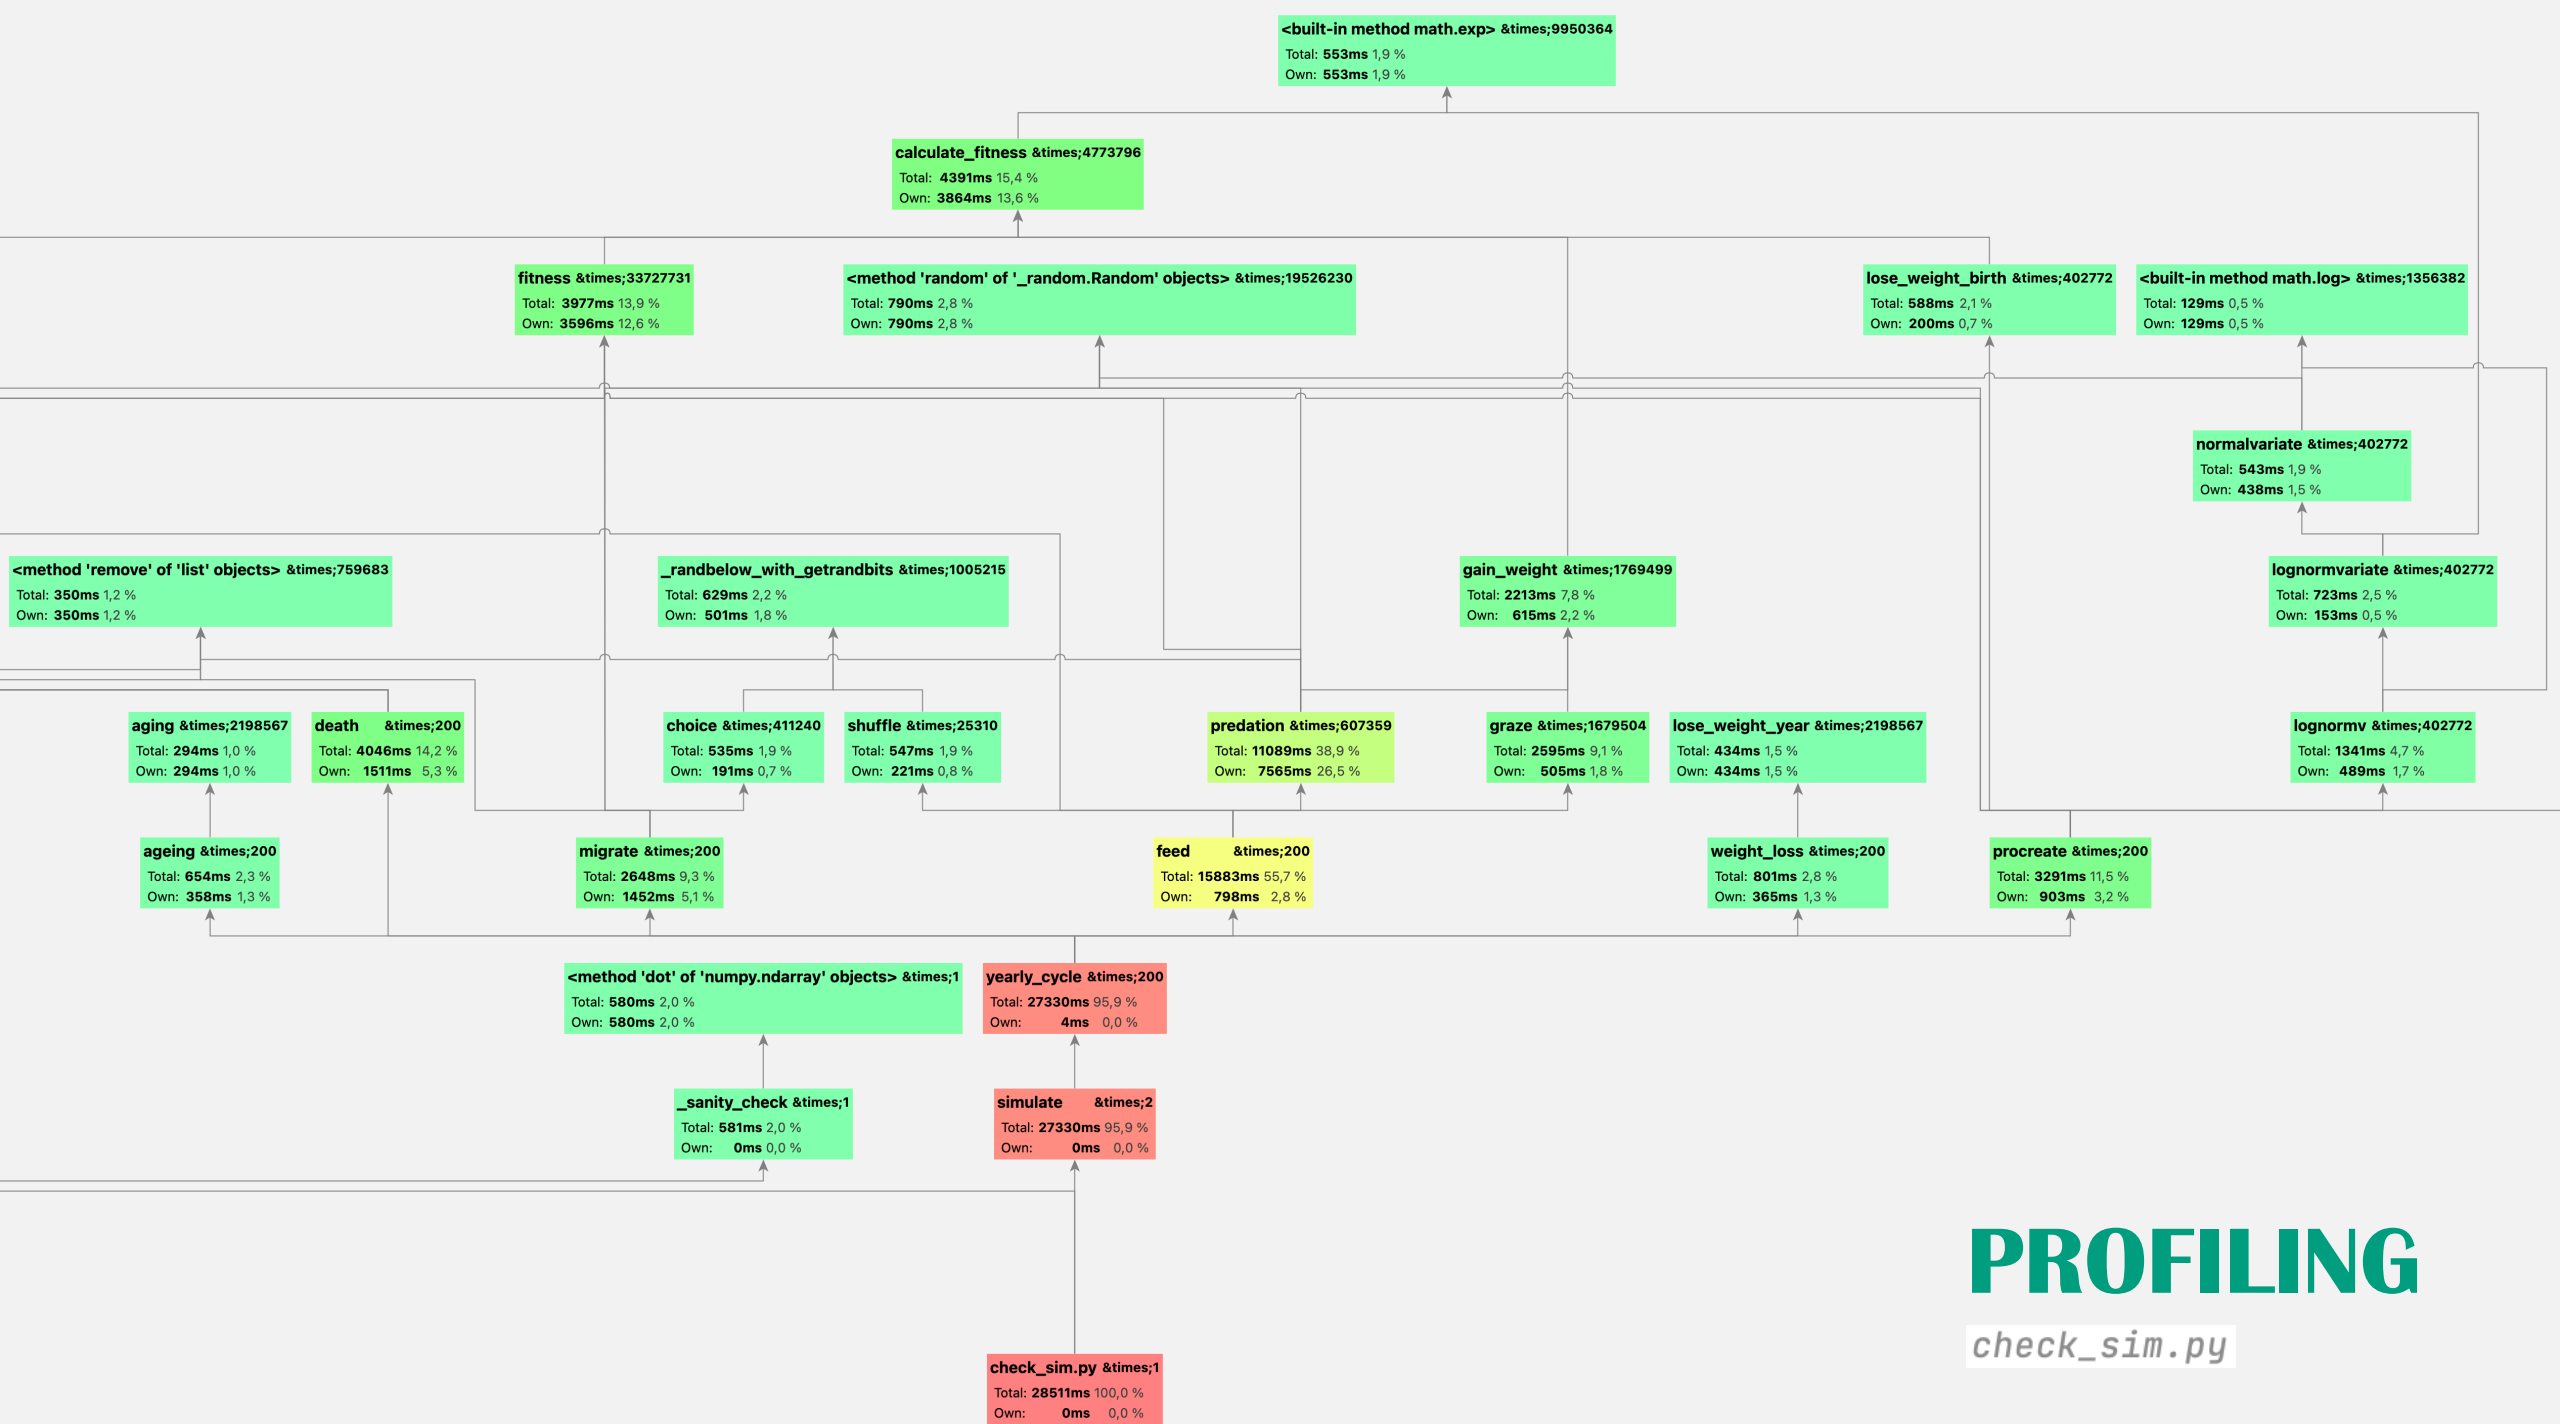 <built-in method math.exp> &times;9950364
Total: 553ms 1,9 %
Own: 553ms 1,9 %
calculate_fitness &times;4773796
Total: 4391ms 15,4 %
Own: 3864ms 13,6 %
fitness &times;33727731
Total: 3977ms 13,9 %
Own: 3596ms 12,6 %
<method 'random' of '_random.Random' objects> &times;19526230
Total: 790ms 2,8 %
Own: 790ms 2,8 %
lose_weight_birth &times;402772
Total: 588ms 2,1 %
Own: 200ms 0,7 %
<built-in method math.log> &times;1356382
Total: 129ms 0,5 %
Own: 129ms 0,5 %
normalvariate &times;402772
Total: 543ms 1,9 %
Own: 438ms 1,5 %
<method 'remove' of 'list' objects> &times;759683
Total: 350ms 1,2 %
Own: 350ms 1,2 %
_randbelow_with_getrandbits &times;1005215
Total: 629ms 2,2 %
Own: 501ms 1,8 %
gain_weight &times;1769499
Total: 2213ms 7,8 %
Own: 615ms 2,2 %
lognormvariate &times;402772
Total: 723ms 2,5 %
Own: 153ms 0,5 %
aging &times;2198567
Total: 294ms 1,0 %
Own: 294ms 1,0 %
death &times;200
Total: 4046ms 14,2 %
Own: 1511ms 5,3 %
choice &times;411240
Total: 535ms 1,9 %
Own: 191ms 0,7 %
shuffle &times;25310
Total: 547ms 1,9 %
Own: 221ms 0,8 %
predation &times;607359
Total: 11089ms 38,9 %
Own: 7565ms 26,5 %
graze &times;1679504
Total: 2595ms 9,1 %
Own: 505ms 1,8 %
lose_weight_year &times;2198567
Total: 434ms 1,5 %
Own: 434ms 1,5 %
lognormv &times;402772
Total: 1341ms 4,7 %
Own: 489ms 1,7 %
ageing &times;200
Total: 654ms 2,3 %
Own: 358ms 1,3 %
migrate &times;200
Total: 2648ms 9,3 %
Own: 1452ms 5,1 %
feed &times;200
Total: 15883ms 55,7 %
Own: 798ms 2,8 %
weight_loss &times;200
Total: 801ms 2,8 %
Own: 365ms 1,3 %
procreate &times;200
Total: 3291ms 11,5 %
Own: 903ms 3,2 %
<method 'dot' of 'numpy.ndarray' objects> &times;1
Total: 580ms 2,0 %
Own: 580ms 2,0 %
yearly_cycle &times;200
Total: 27330ms 95,9 %
Own: 4ms 0,0 %
_sanity_check &times;1
Total: 581ms 2,0 %
Own: 0ms 0,0 %
simulate &times;2
Total: 27330ms 95,9 %
Own: 0ms 0,0 %
check_sim.py &times;1
Total: 28511ms 100,0 %
Own: 0ms 0,0 %
PROFILING
check_sim.py